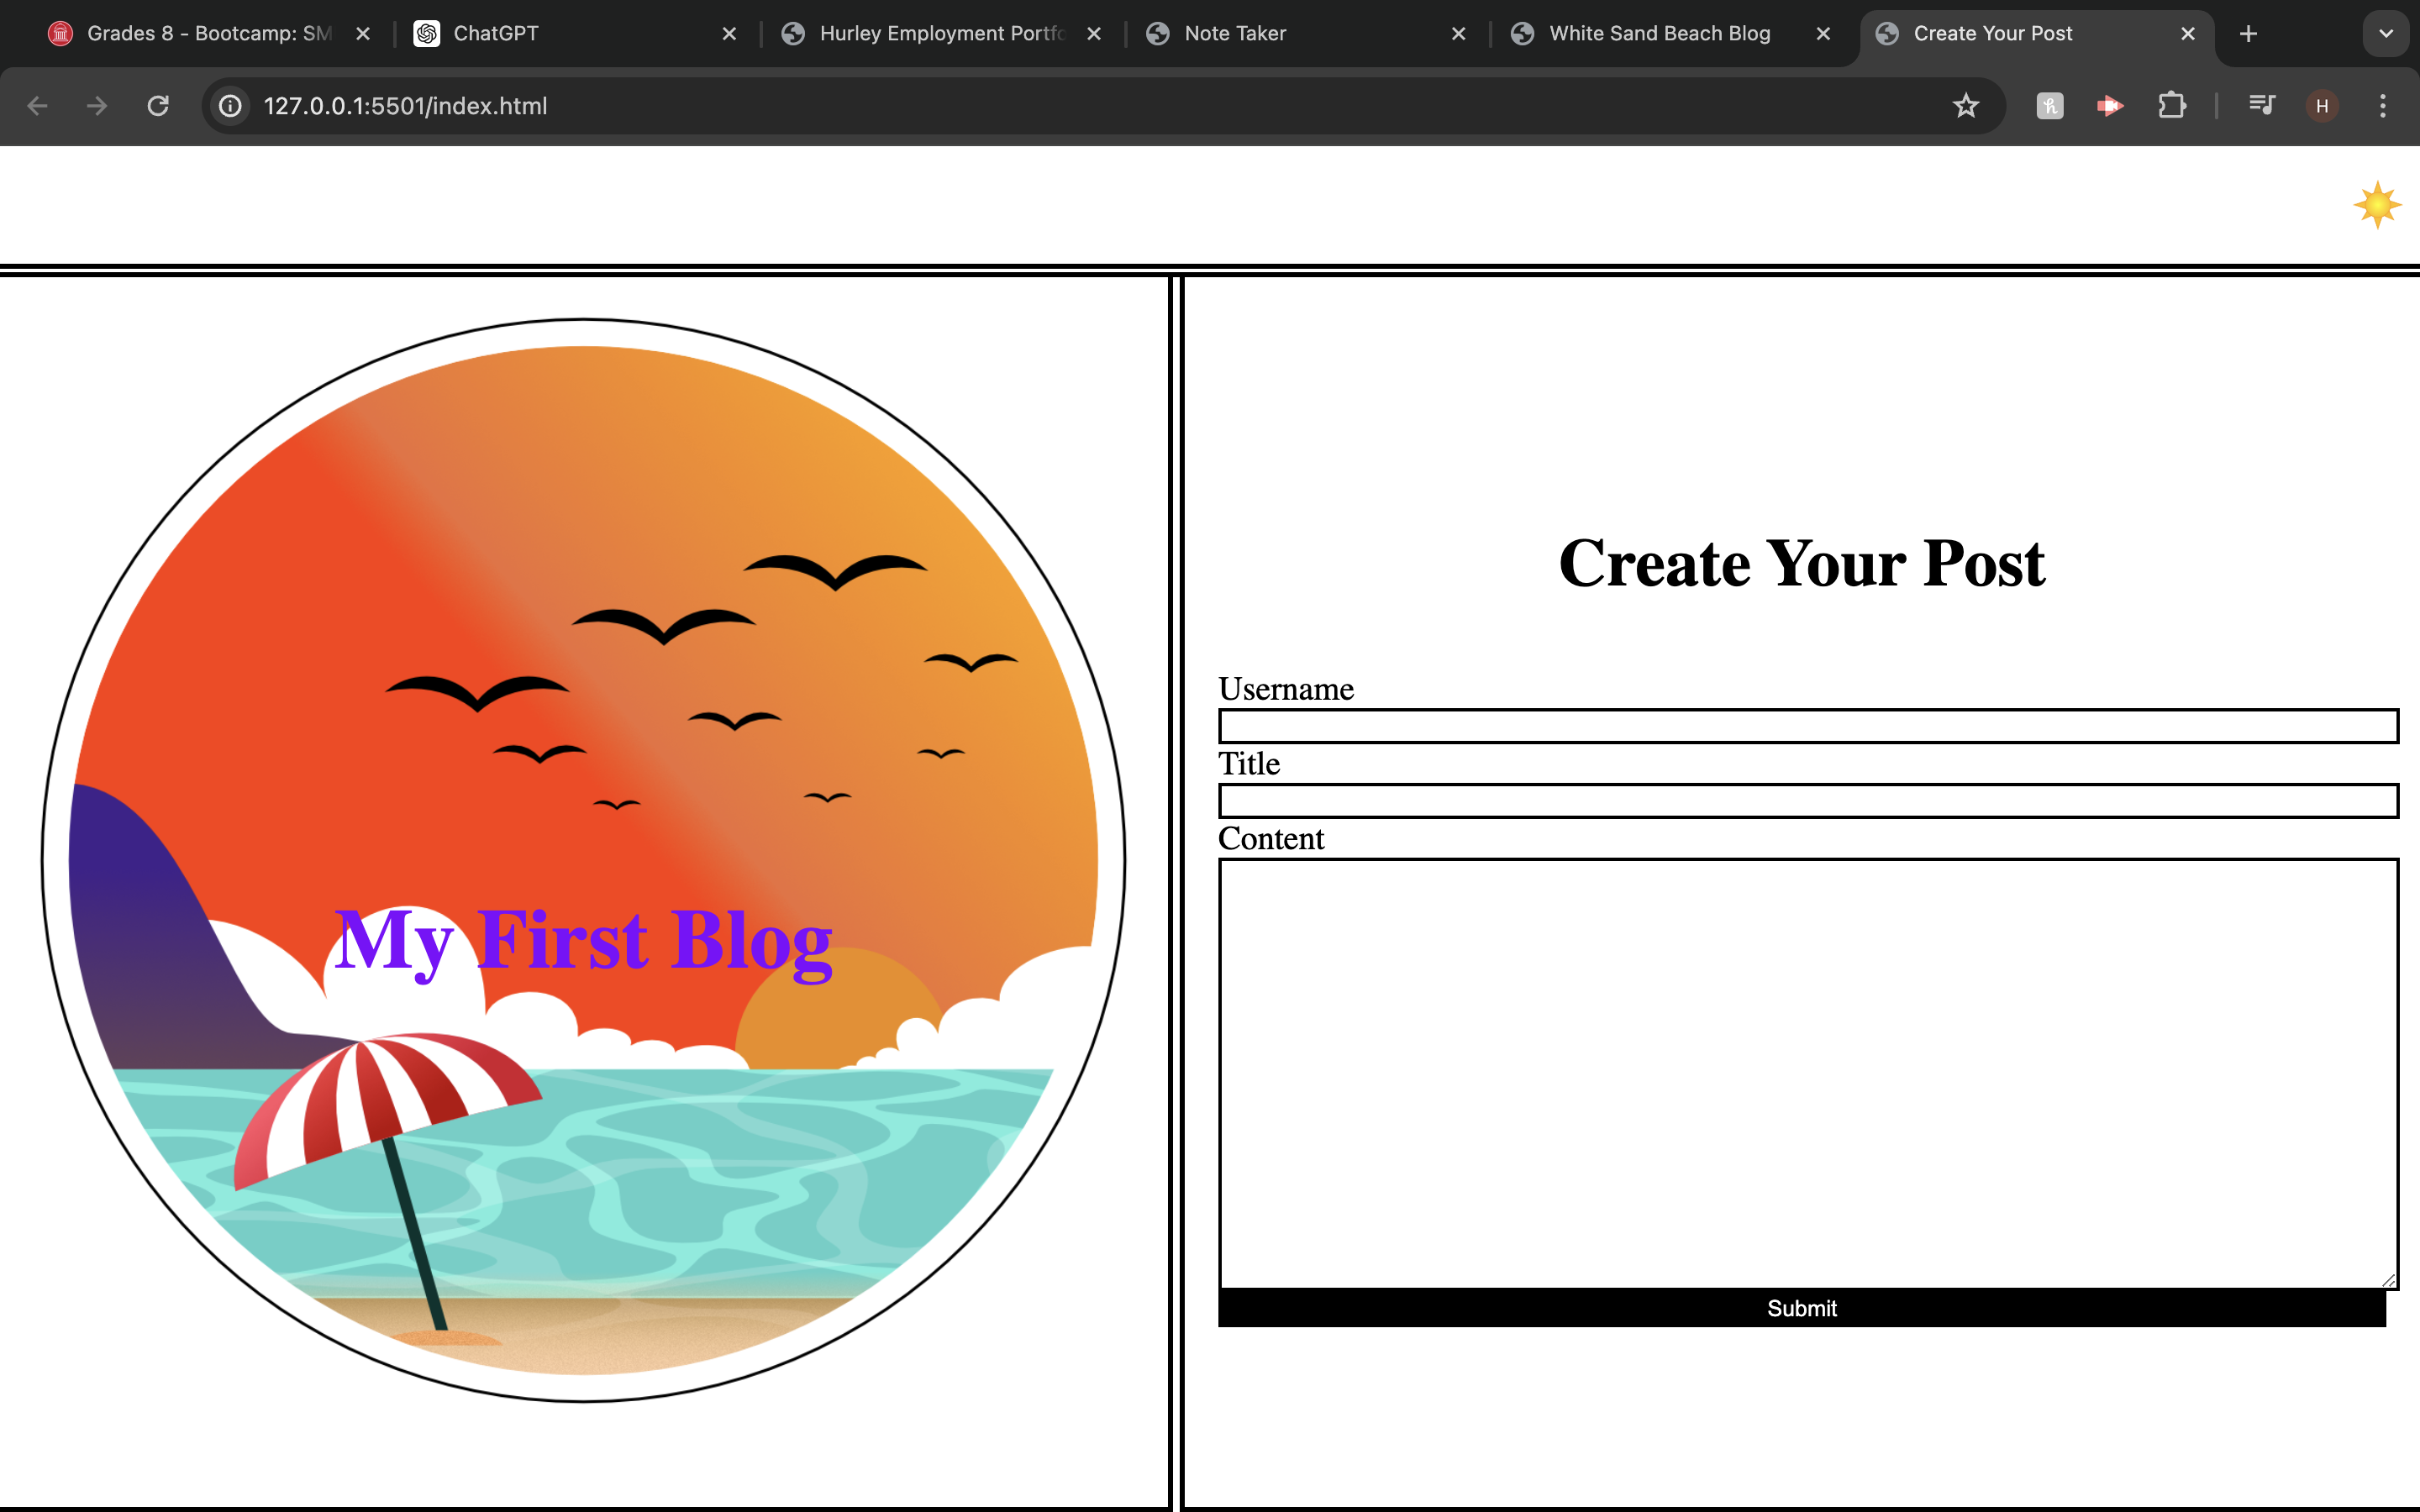 Grades 8 - Bootcamp: SM
ChatGPT
Hurley Employment Portfo
Note Taker
White Sand Beach Blog
Create Your Post
127.0.0.1:5501/index.html
H
Create Your Post
Username
Title
Content
My First Blog
Submit